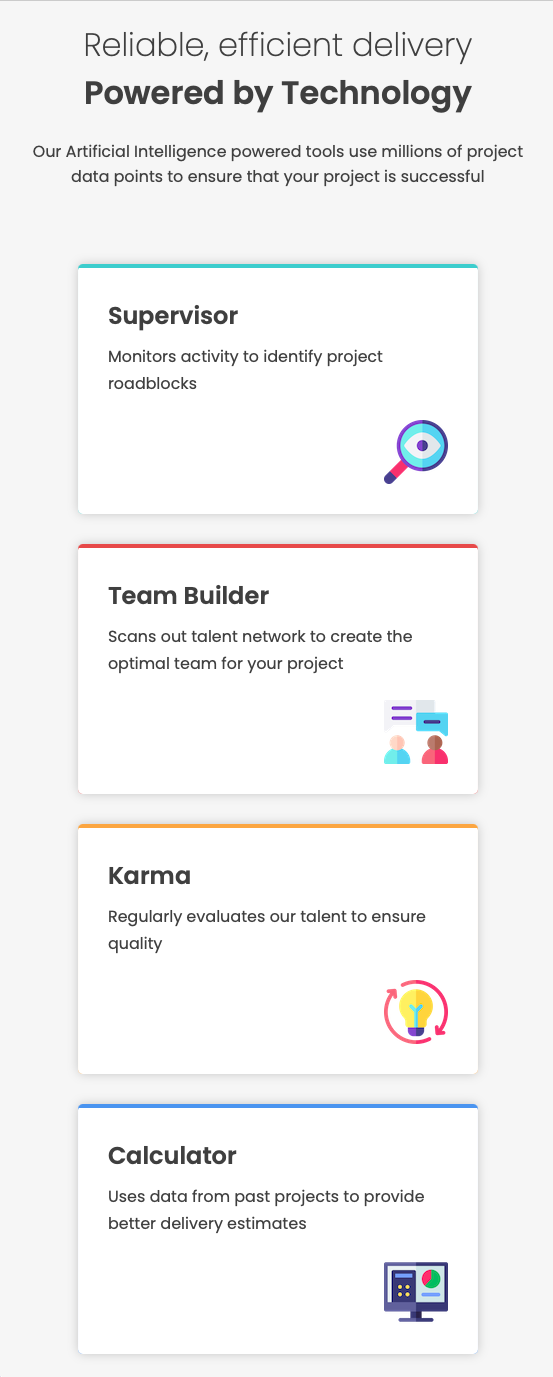 Reliable, efficient delivery
Powered by Technology
Our Artificial Intelligence powered tools use millions of project
data points to ensure that your project is successful
Supervisor
Monitors activity to identify project
roadblocks
Team Builder
Scans out talent network to create the
optimal team for your project
Karma
Regularly evaluates our talent to ensure
quality
Calculator
Uses data from past projects to provide
better delivery estimates